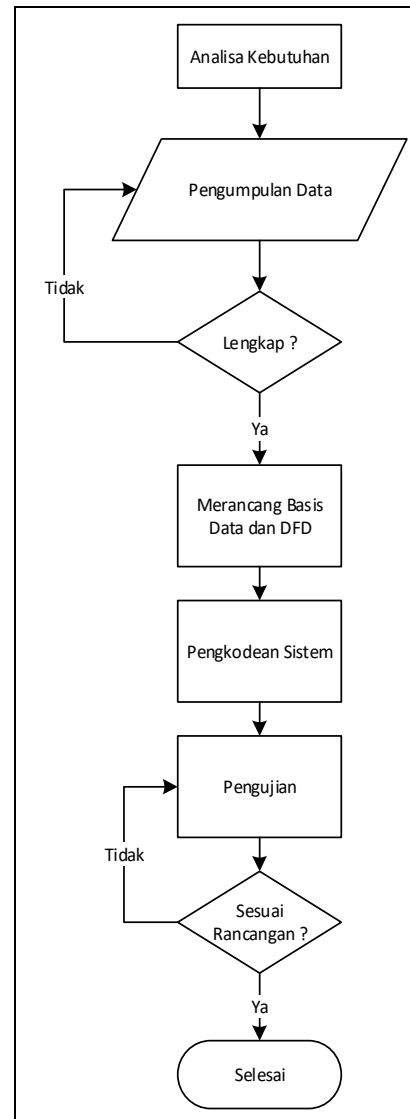 Analisa Kebutuhan
Pengumpulan Data
Tidak
Lengkap ?
Ya
Merancang Basis
Data dan DFD
Pengkodean Sistem
Pengujian
Tidak
Sesuai
Rancangan ?
Ya
Selesai